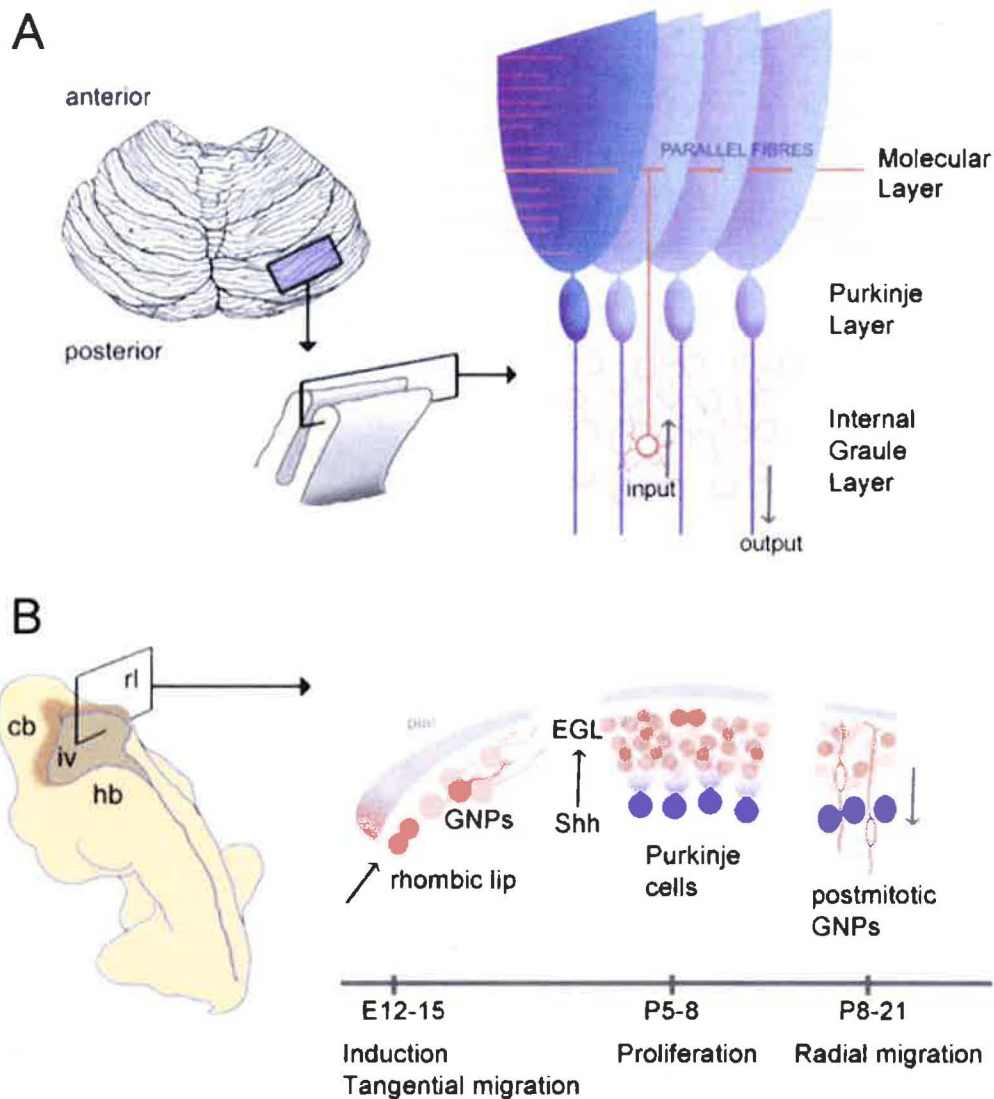 A
anterior
posterior
PARALLEL FIBRES
Molecular
Layer
Purkinje
Layer
Internal
Graule
Layer
input
output
B
rl
cb
iv
hb
pial
GNPs
rhombic lip
EGL
Shh
Purkinje
cells
postmitotic
GNPs
E12-15
P5-8
P8-21
Induction
Tangential migration
Proliferation
Radial migration